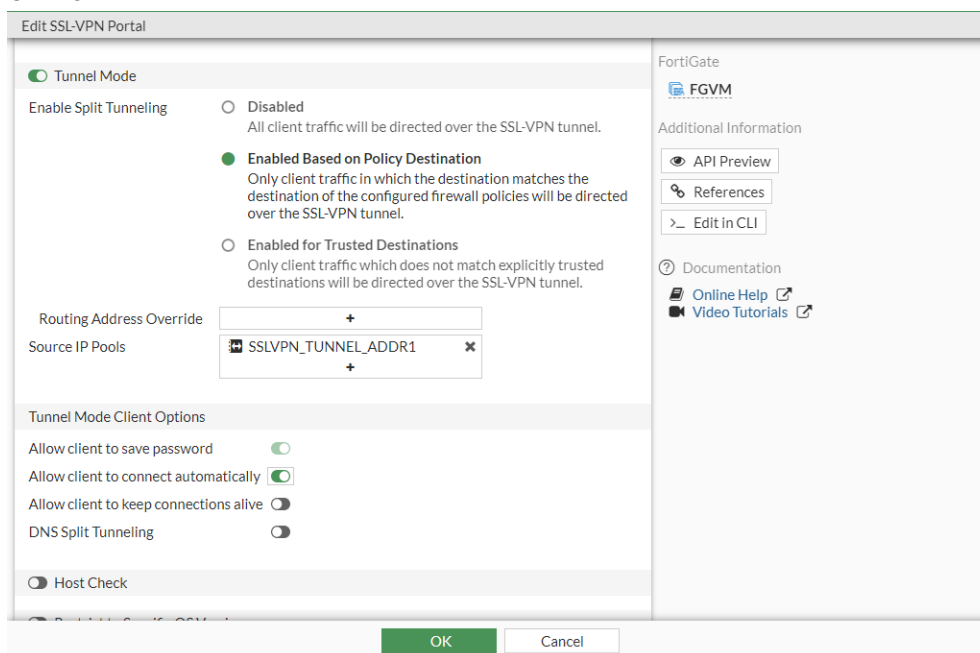 Edit SSL-VPN Portal
Tunnel Mode
Enable Split Tunneling
Disabled
All client traffic will be directed over the SSL-VPN tunnel.
Enabled Based on Policy Destination
Only client traffic in which the destination matches the
destination of the configured firewall policies will be directed
over the SSL-VPN tunnel.
Enabled for Trusted Destinations
Only client traffic which does not match explicitly trusted
destinations will be directed over the SSL-VPN tunnel.
Routing Address Override
+
Source IP Pools
SSLVPN_TUNNEL_ADDR1
+
Tunnel Mode Client Options
Allow client to save password
Allow client to connect automatically
Allow client to keep connections alive
DNS Split Tunneling
Host Check
OK
Cancel
FortiGate
FGVM
Additional Information
API Preview
References
>_ Edit in CLI
Documentation
Online Help
Video Tutorials